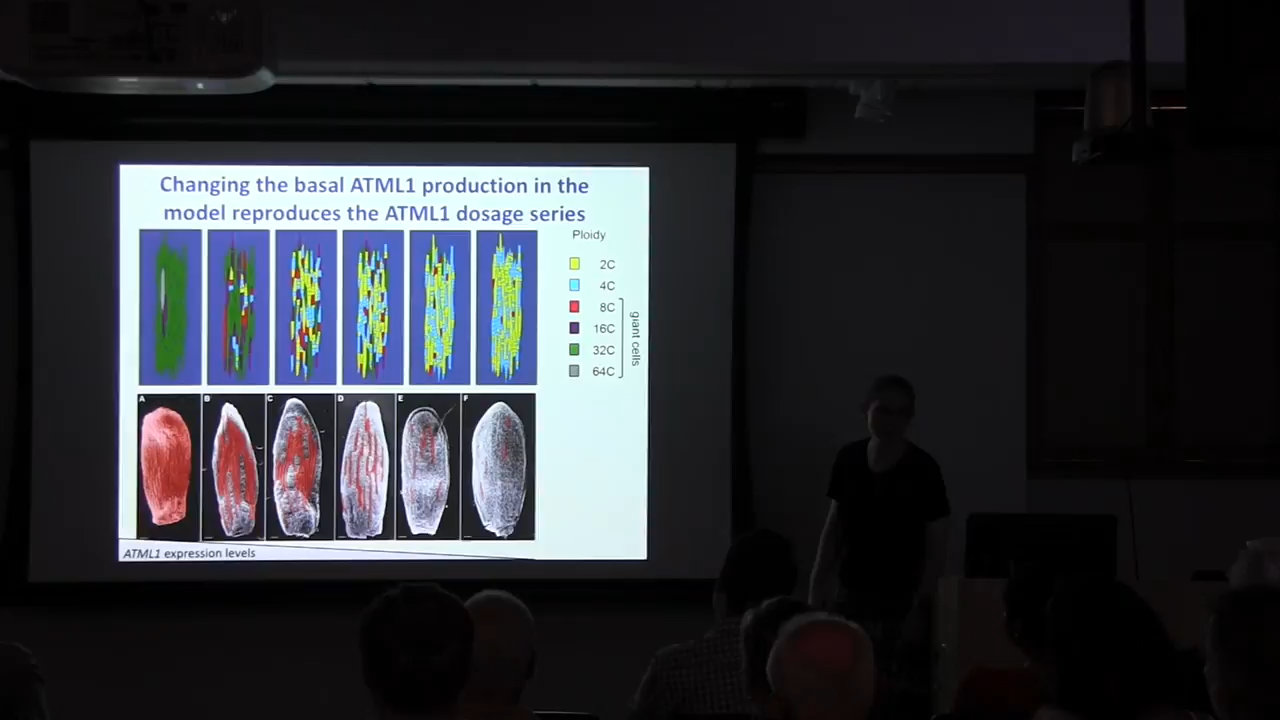 Changing the basal ATML1 production in the
model reproduces the ATML1 dosage series
Ploidy
2C
4C
8C
16C
32C
64C
giant cells
A B C D E F
ATML1 expression levels